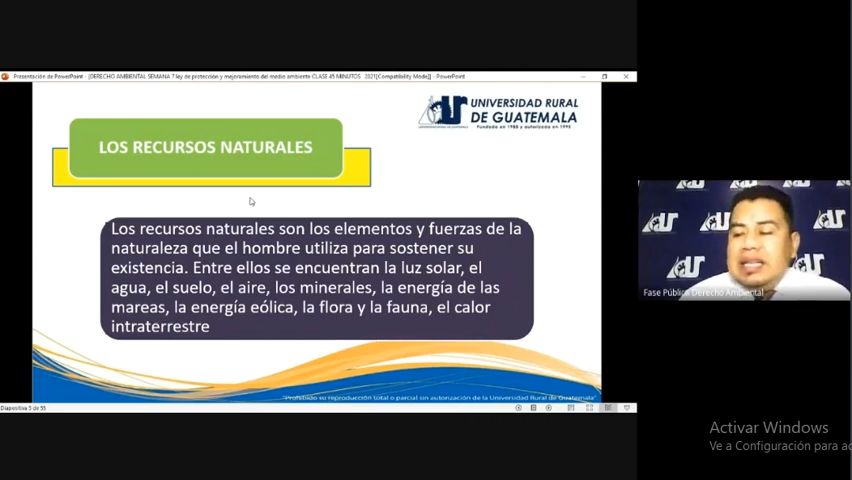 Presentación de PowerPoint - [DERECHO AMBIENTAL SEMANA 7 ley de protección y mejoramiento del medio ambiente CLASE 45 MINUTOS 2021[Compatibility Mode]] - PowerPoint
UNIVERSIDAD RURAL
DE GUATEMALA
Fundada en 1988 y autorizada en 1995
LOS RECURSOS NATURALES
Los recursos naturales son los elementos y fuerzas de la
naturaleza que el hombre utiliza para sostener su
existencia. Entre ellos se encuentran la luz solar, el
agua, el suelo, el aire, los minerales, la energía de las
mareas, la energía eólica, la flora y la fauna, el calor
intraterrestre
"Prohibido su reproducción total o parcial sin autorización de la Universidad Rural de Guatemala"
Diapositiva 5 de 55
Fase Pública Derecho Ambiental
Activar Windows
Ve a Configuración para ac